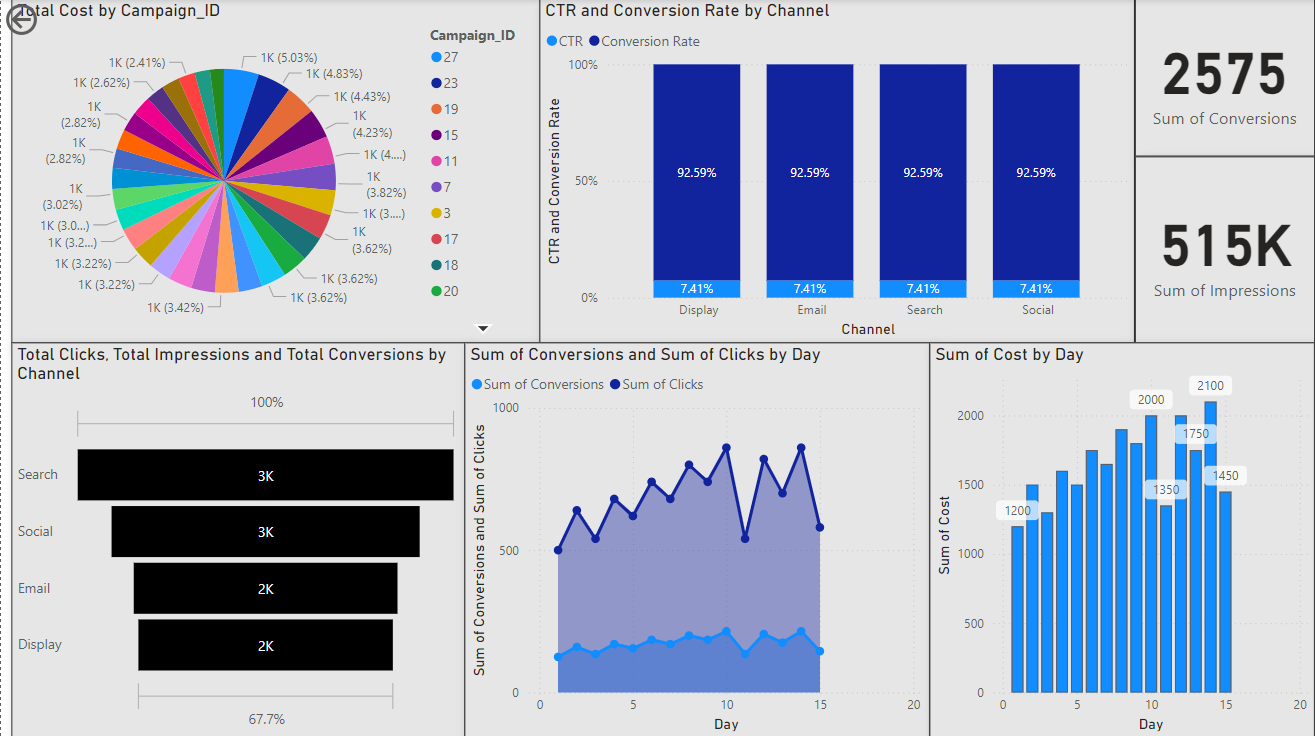 Total Cost by Campaign_ID
1K (2.41%)
1K (2.62%)
1K
(2.82%)
1K
(2.82%)
1K
(3.02%)
1K (3.0...)
1K (3.2...)
1K (3.22%)
1K (3.22%)
1K (3.42%)
1K (5.03%)
1K (4.83%)
1K (4.43%)
1K
(4.23%)
1K (4....)
1K
(3.82%)
1K (3....)
1K
(3.62%)
1K (3.62%)
1K (3.62%)
Campaign_ID
27
23
19
15
11
7
3
17
18
20
CTR and Conversion Rate by Channel
CTR Conversion Rate
CTR and Conversion Rate
100%
50%
0%
92.59% 92.59% 92.59% 92.59%
7.41% 7.41% 7.41% 7.41%
Display Email Search Social
Channel
2575
Sum of Conversions
515K
Sum of Impressions
Total Clicks, Total Impressions and Total Conversions by
Channel
100%
Search 3K
Social 3K
Email 2K
Display 2K
67.7%
Sum of Conversions and Sum of Clicks by Day
Sum of Conversions Sum of Clicks
Sum of Conversions and Sum of Clicks
1000
500
0
0 5 10 15 20
Day
Sum of Cost by Day
Sum of Cost
2000
1500
1000
500
0
1200
2000
1350
1750
2100
1450
0 5 10 15 20
Day